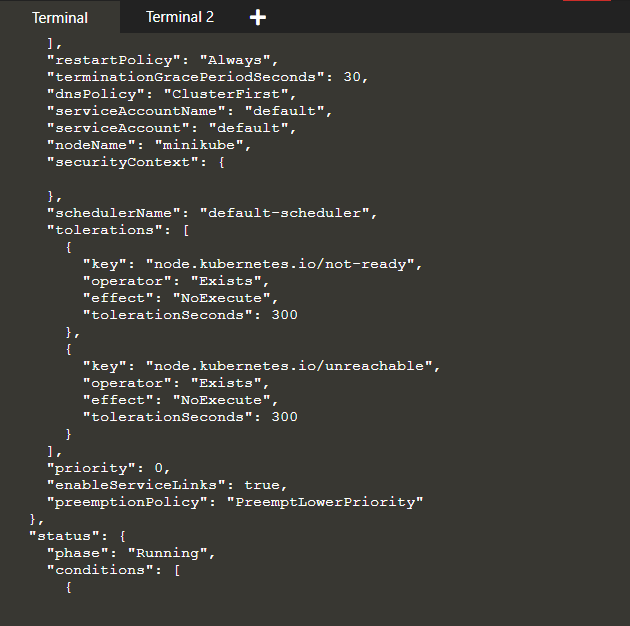 Terminal
Terminal 2
+
],
"restartPolicy": "Always",
"terminationGracePeriodSeconds": 30,
"dnsPolicy": "ClusterFirst",
"serviceAccountName": "default",
"serviceAccount": "default",
"nodeName": "minikube",
"securityContext": {
},
"schedulerName": "default-scheduler",
"tolerations": [
{
"key": "node.kubernetes.io/not-ready",
"operator": "Exists",
"effect": "NoExecute",
"tolerationSeconds": 300
},
{
"key": "node.kubernetes.io/unreachable",
"operator": "Exists",
"effect": "NoExecute",
"tolerationSeconds": 300
}
],
"priority": 0,
"enableServiceLinks": true,
"preemptionPolicy": "PreemptLowerPriority"
},
"status": {
"phase": "Running",
"conditions": [
{